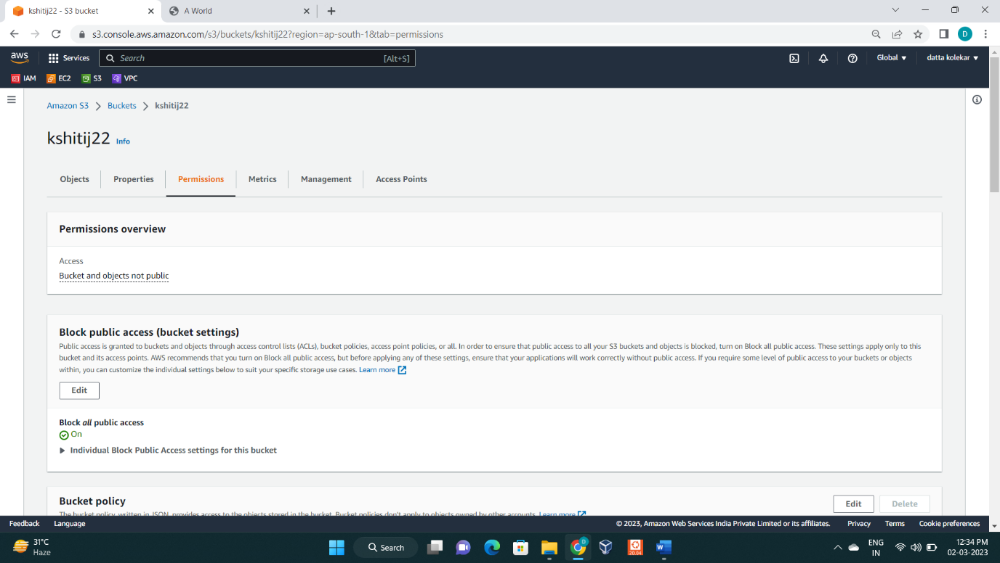 kshitij22 - S3 bucket
A World
s3.console.aws.amazon.com/s3/buckets/kshitij22?region=ap-south-1&tab=permissions
D
aws
Services
Search
[Alt+S]
Global
datta kolekar
IAM
EC2
S3
VPC
Amazon S3
Buckets
kshitij22
kshitij22 Info
Objects
Properties
Permissions
Metrics
Management
Access Points
Permissions overview
Access
Bucket and objects not public
Block public access (bucket settings)
Public access is granted to buckets and objects through access control lists (ACLs), bucket policies, access point policies, or all. In order to ensure that public access to all your S3 buckets and objects is blocked, turn on Block all public access. These settings apply only to this
bucket and its access points. AWS recommends that you turn on Block all public access, but before applying any of these settings, ensure that your applications will work correctly without public access. If you require some level of public access to your buckets or objects
within, you can customize the individual settings below to suit your specific storage use cases. Learn more
Edit
Block all public access
On
Individual Block Public Access settings for this bucket
Bucket policy
Edit
Delete
The bucket policy, written in JSON, provides access to the objects stored in the bucket. Bucket policies don't apply to objects owned by other accounts. Learn more
Feedback
Language
© 2023, Amazon Web Services India Private Limited or its affiliates.
Privacy
Terms
Cookie preferences
31°C
Haze
Search
D
20.04
W
ENG
IN
12:34 PM
02-03-2023